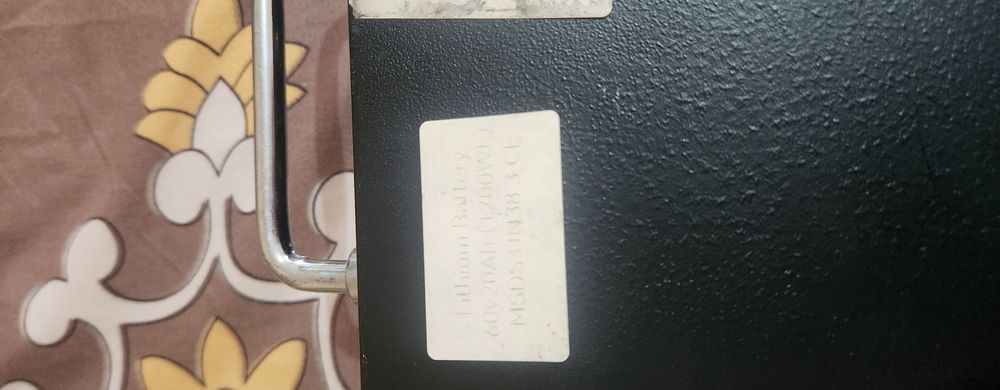 Lithium Battery
60v20Ah (1200Wh)
MSDS UN38.3 CE